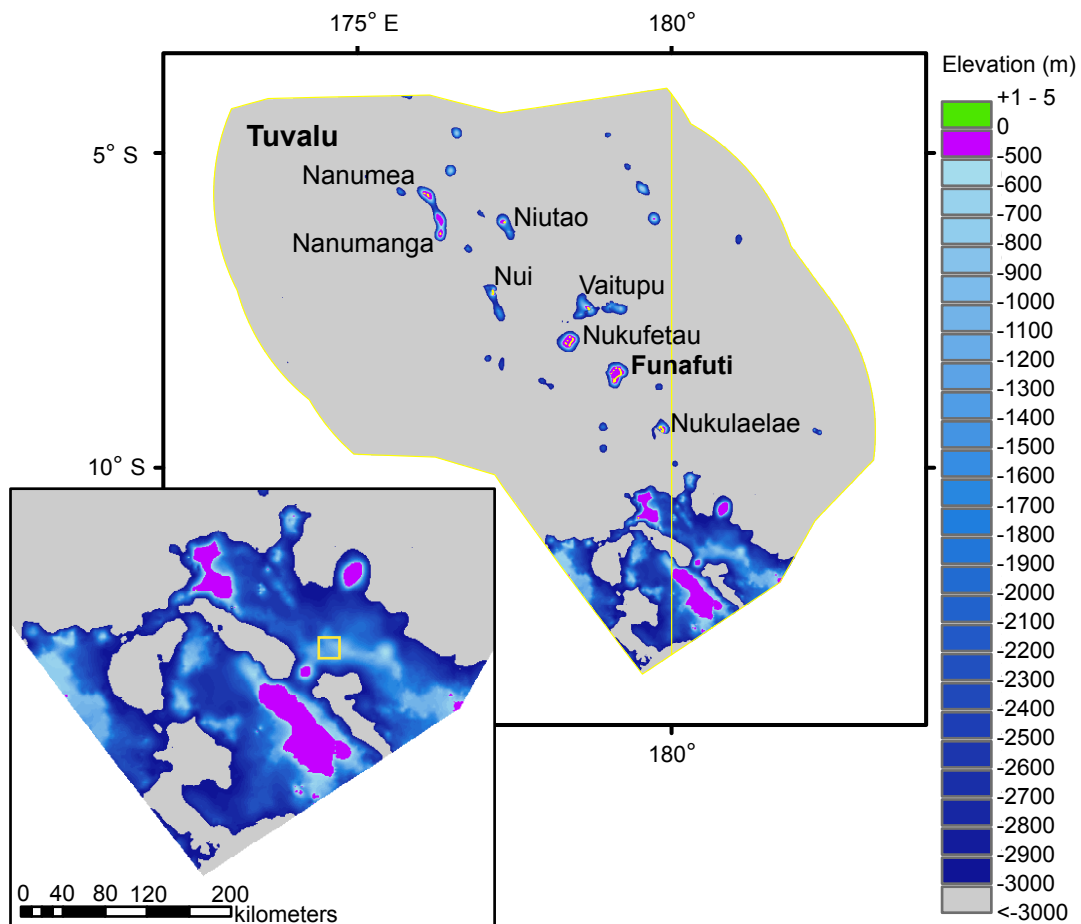 175° E
180°
Elevation (m)
+1 - 5
0
-500
-600
-700
-800
-900
-1000
-1100
-1200
-1300
-1400
-1500
-1600
-1700
-1800
-1900
-2000
-2100
-2200
-2300
-2400
-2500
-2600
-2700
-2800
-2900
-3000
<-3000
5° S
10° S
Tuvalu
Nanumea
Nanumanga
Niutao
Nui
Vaitupu
Nukufetau
Funafuti
Nukulaelae
180°
0 40 80 120 200
kilometers